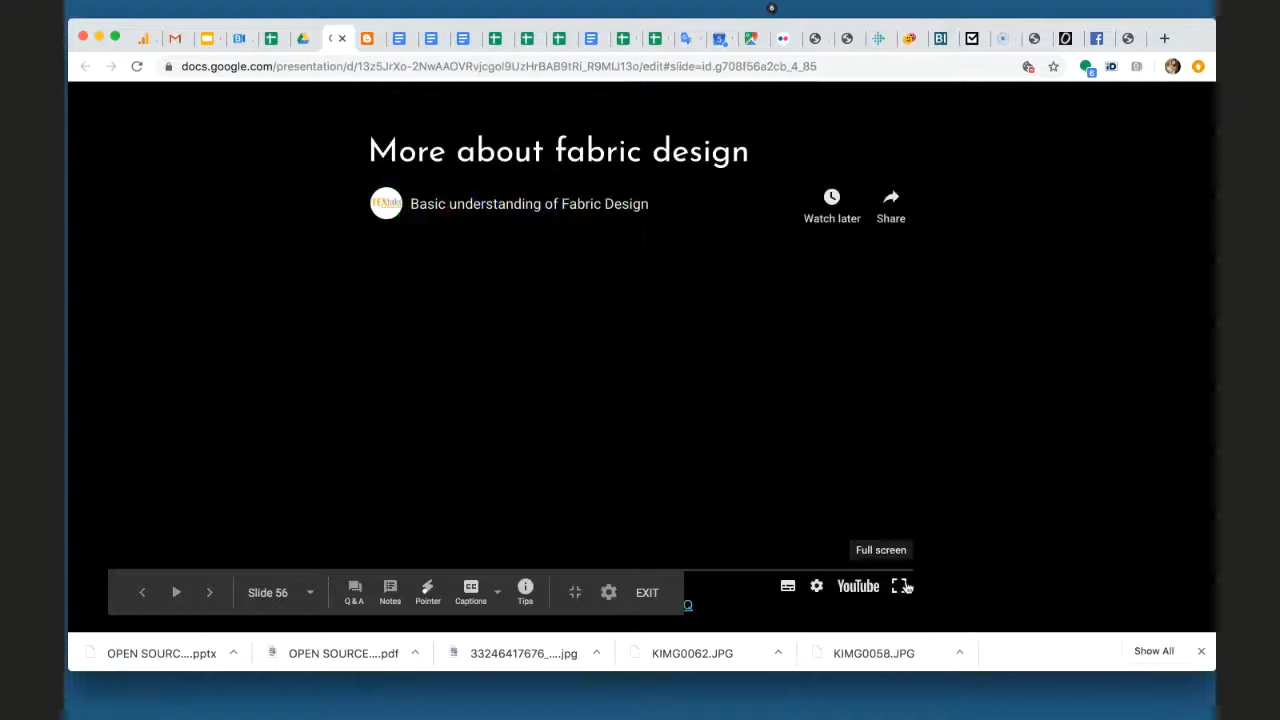 docs.google.com/presentation/d/13z5JrXo-2NwAAOVRvjcgoI9UzHrBAB9tRi_R9MIJ13o/edit#slide=id.g708f56a2cb_4_85
More about fabric design
TEXtalks
Basic understanding of Fabric Design
Watch later
Share
Full screen
Slide 56
Q & A
Notes
Pointer
Captions
Tips
EXIT
YouTube
Q
OPEN SOURC....pptx
OPEN SOURCE....pdf
33246417676_....jpg
KIMG0062.JPG
KIMG0058.JPG
Show All